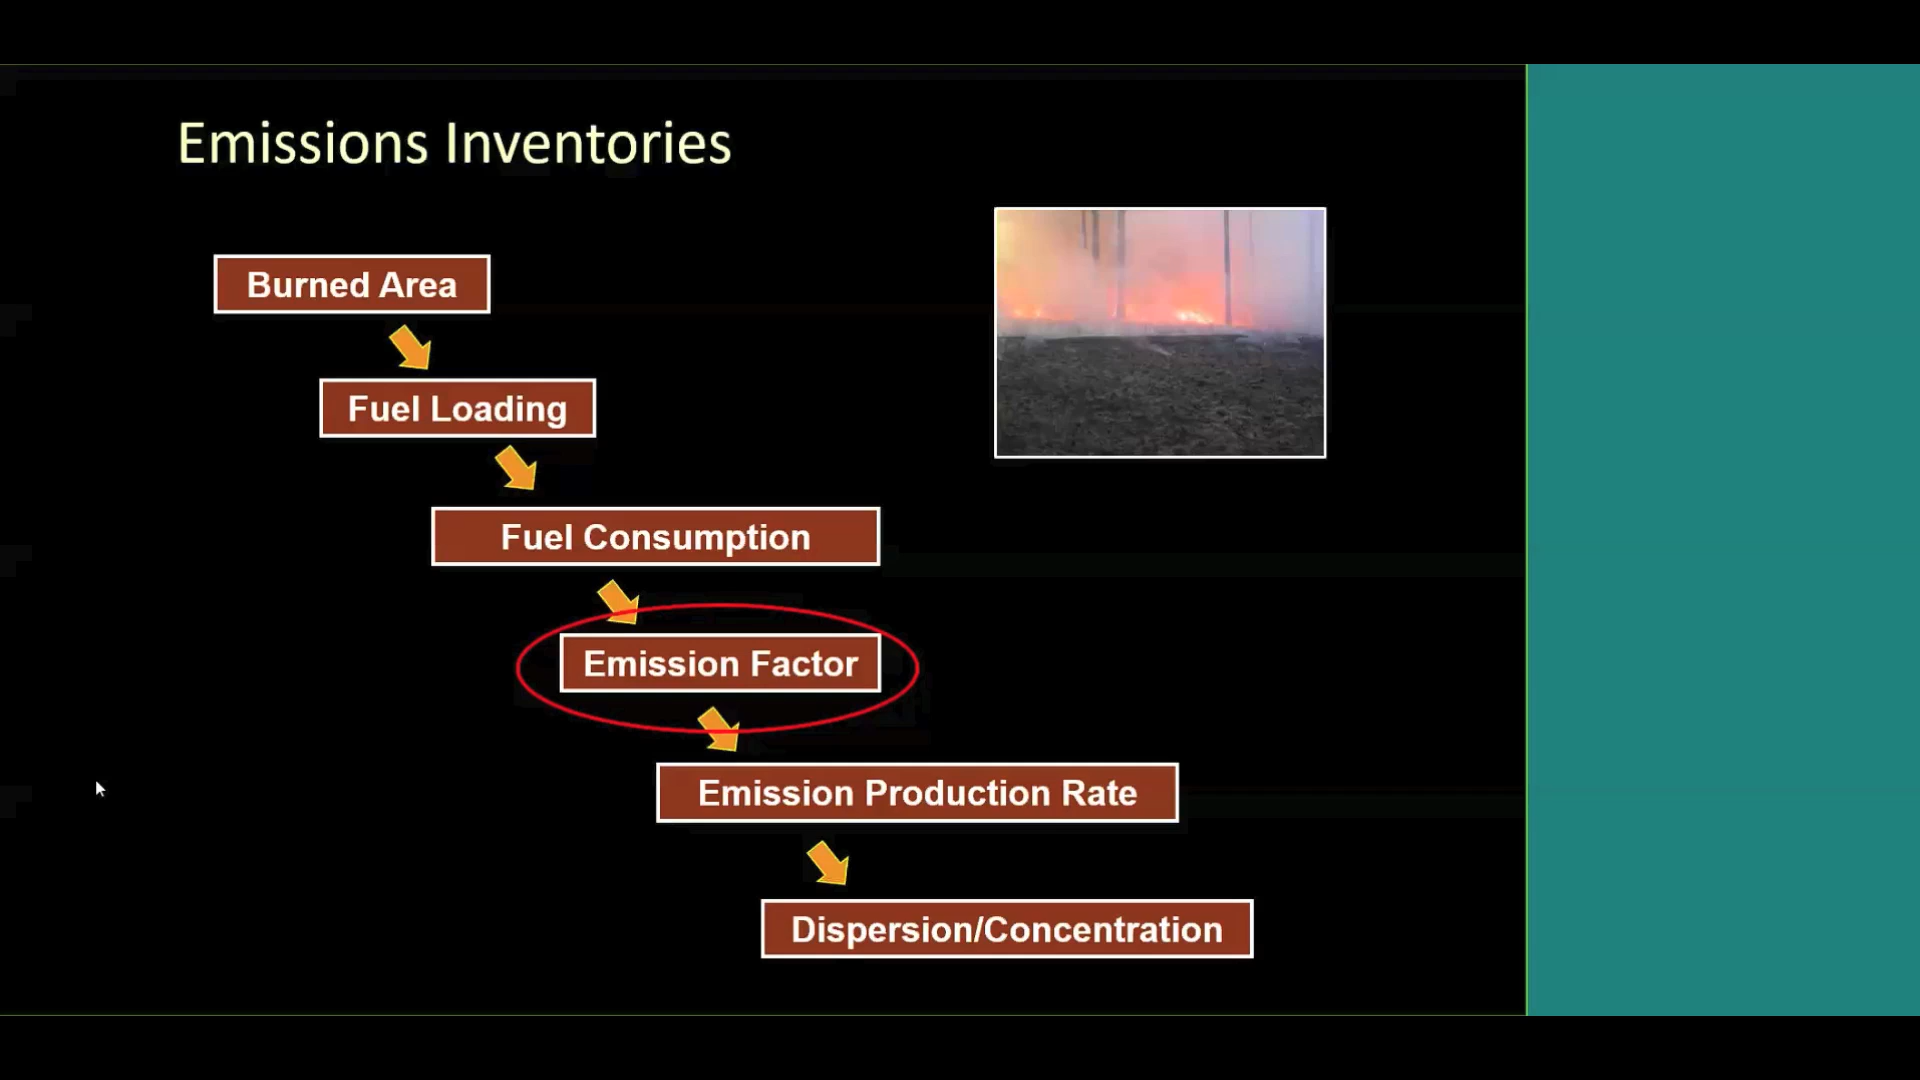 Emissions Inventories
Burned Area
Fuel Loading
Fuel Consumption
Emission Factor
Emission Production Rate
Dispersion/Concentration